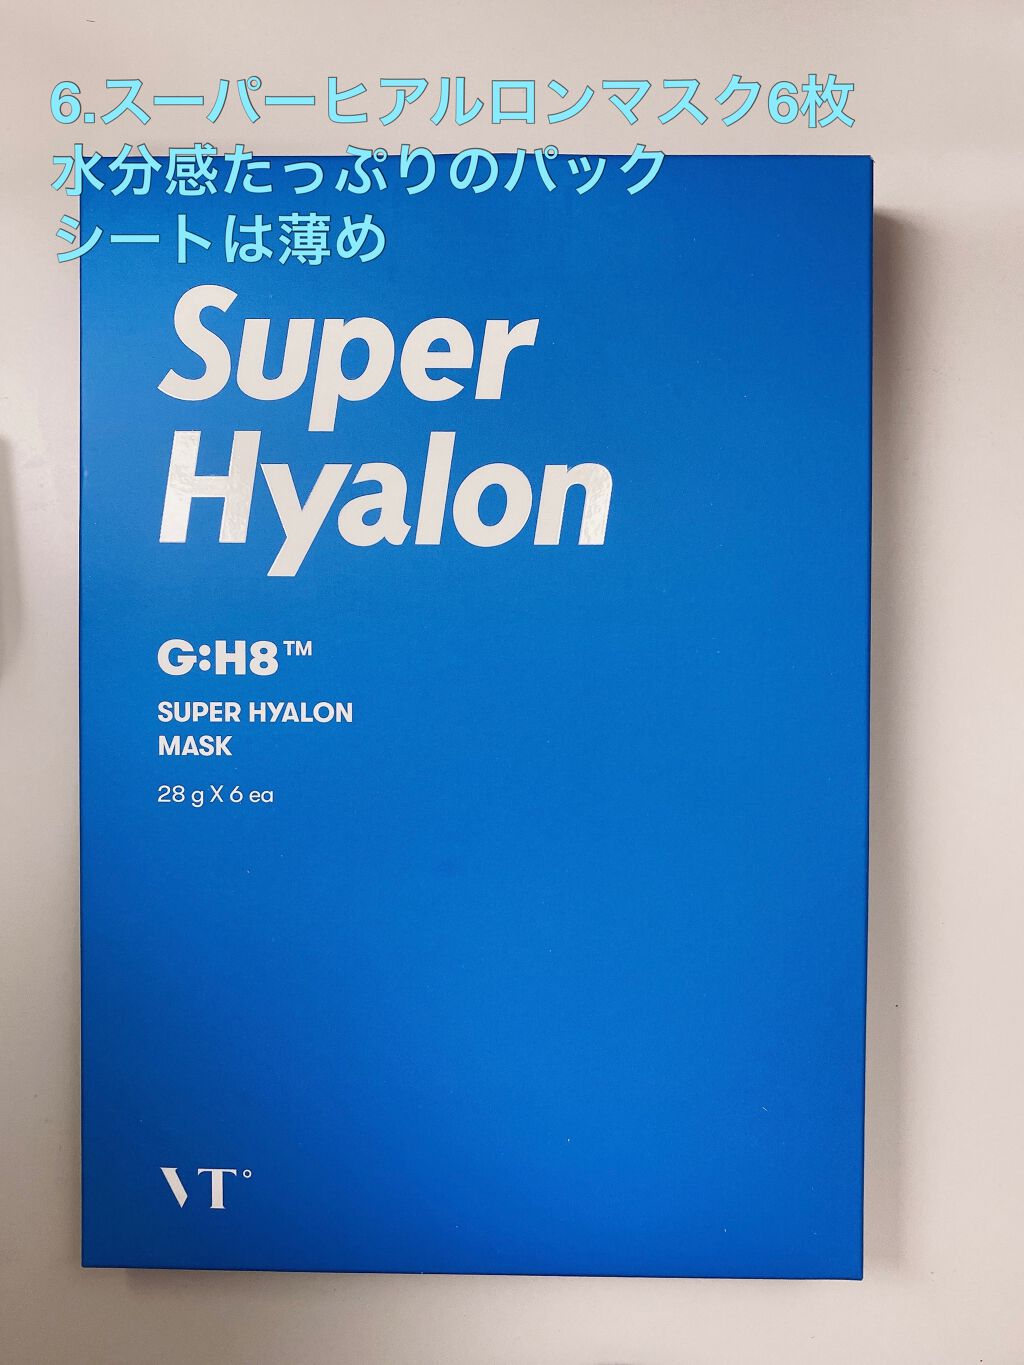 6.スーパーヒアルロンマスク6枚
水分感たっぷりのパック
シートは薄め
Super
Hyalon
G:H8™
SUPER HYALON
MASK
28 g X 6 ea
VT°